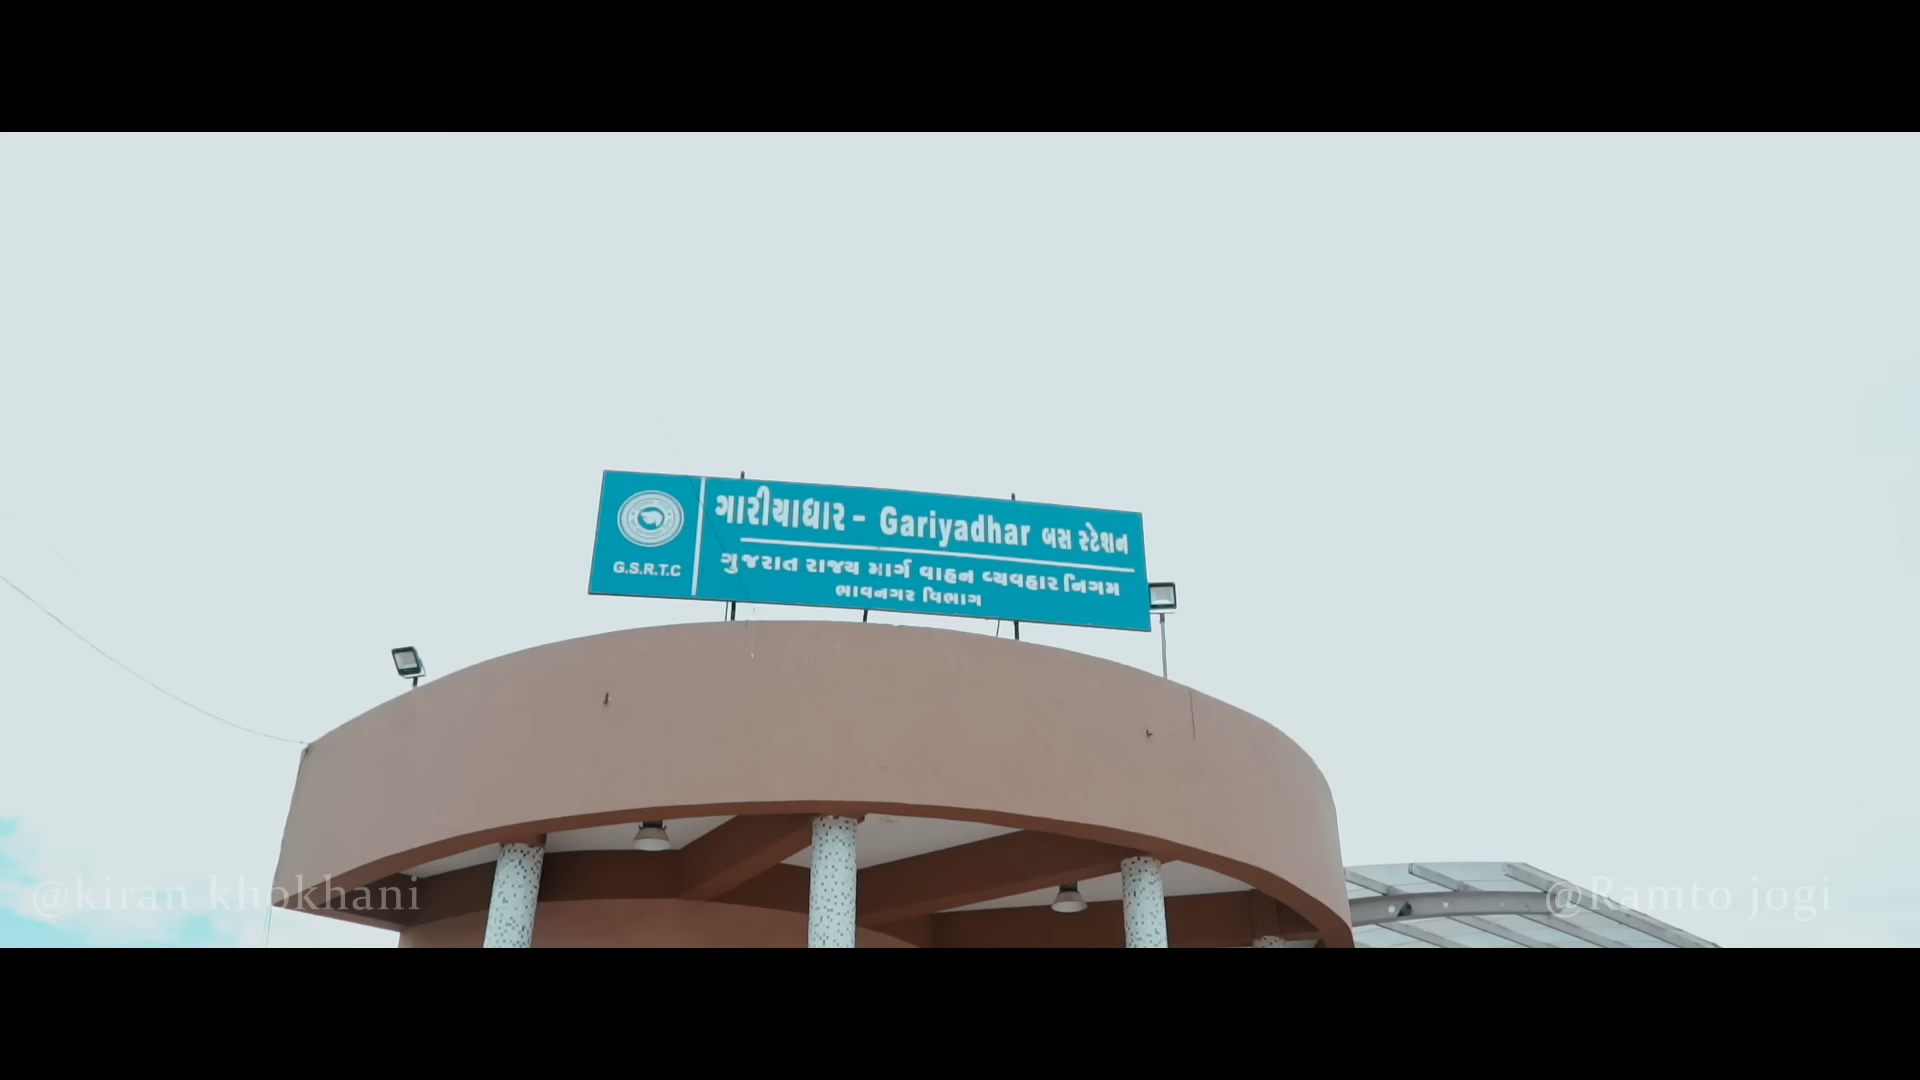 ગારીયાધાર - Gariyadhar બસ સ્ટેશન
G.S.R.T.C
ગુજરાત રાજ્ય માર્ગ વાહન વ્યવહાર નિગમ
ભાવનગર વિભાગ
@kiran khokhani
@Ramto jogi